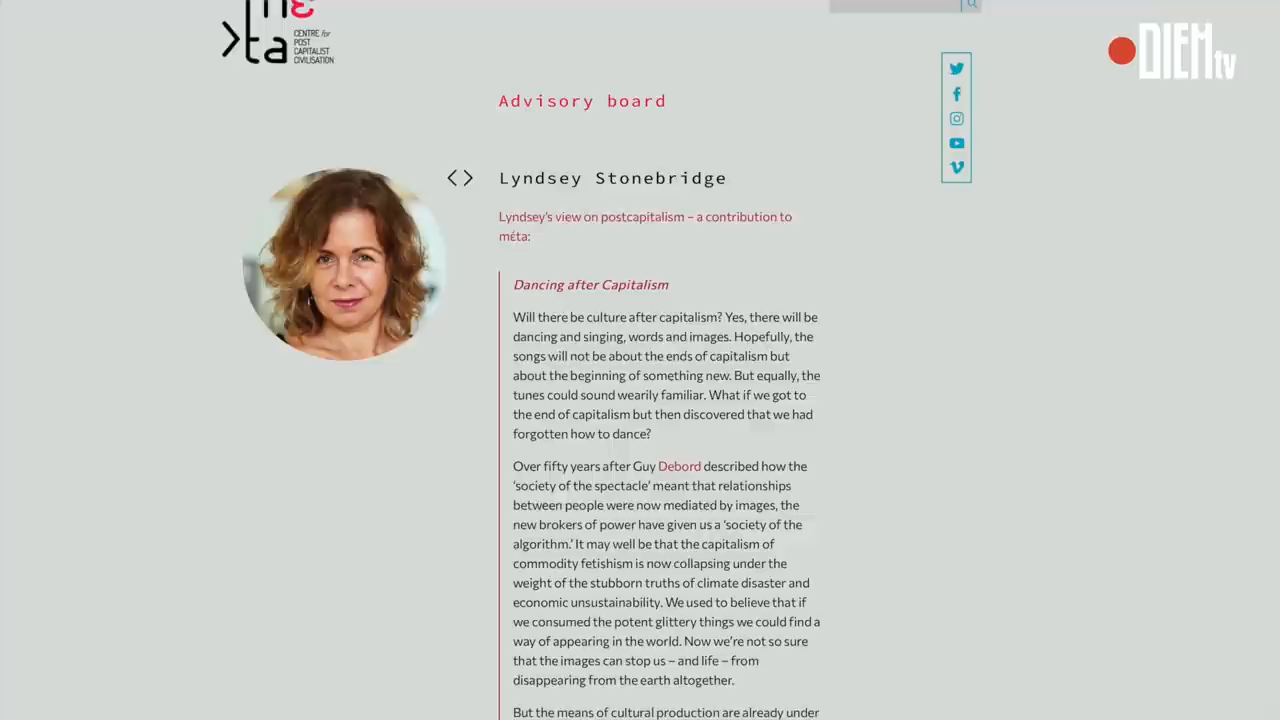 CENTRE for
POST
CAPITALIST
CIVILISATION
>ta
DIEM tv
Advisory board
<> Lyndsey Stonebridge
Lyndsey's view on postcapitalism – a contribution to
μέta:
Dancing after Capitalism
Will there be culture after capitalism? Yes, there will be
dancing and singing, words and images. Hopefully, the
songs will not be about the ends of capitalism but
about the beginning of something new. But equally, the
tunes could sound wearily familiar. What if we got to
the end of capitalism but then discovered that we had
forgotten how to dance?
Over fifty years after Guy Debord described how the
‘society of the spectacle’ meant that relationships
between people were now mediated by images, the
new brokers of power have given us a ‘society of the
algorithm.’ It may well be that the capitalism of
commodity fetishism is now collapsing under the
weight of the stubborn truths of climate disaster and
economic unsustainability. We used to believe that if
we consumed the potent glittery things we could find a
way of appearing in the world. Now we're not so sure
that the images can stop us – and life – from
disappearing from the earth altogether.
But the means of cultural production are already under